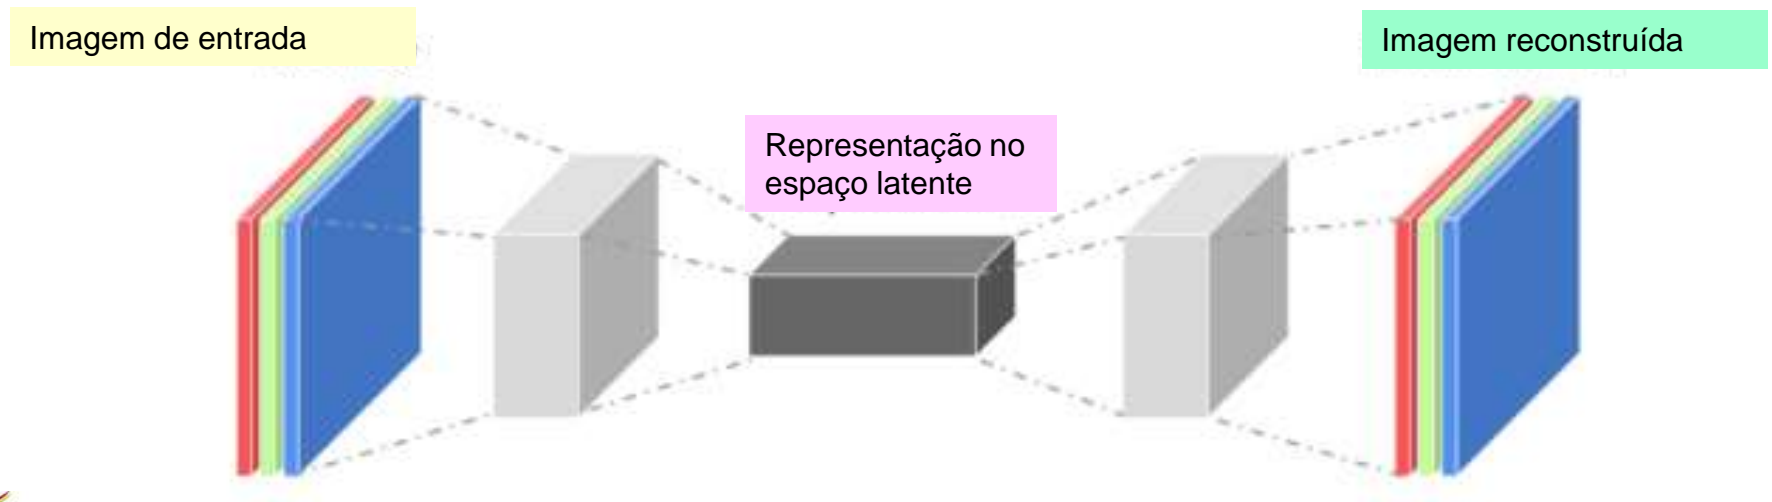 Imagem de entrada
Imagem reconstruída
Representação no
espaço latente